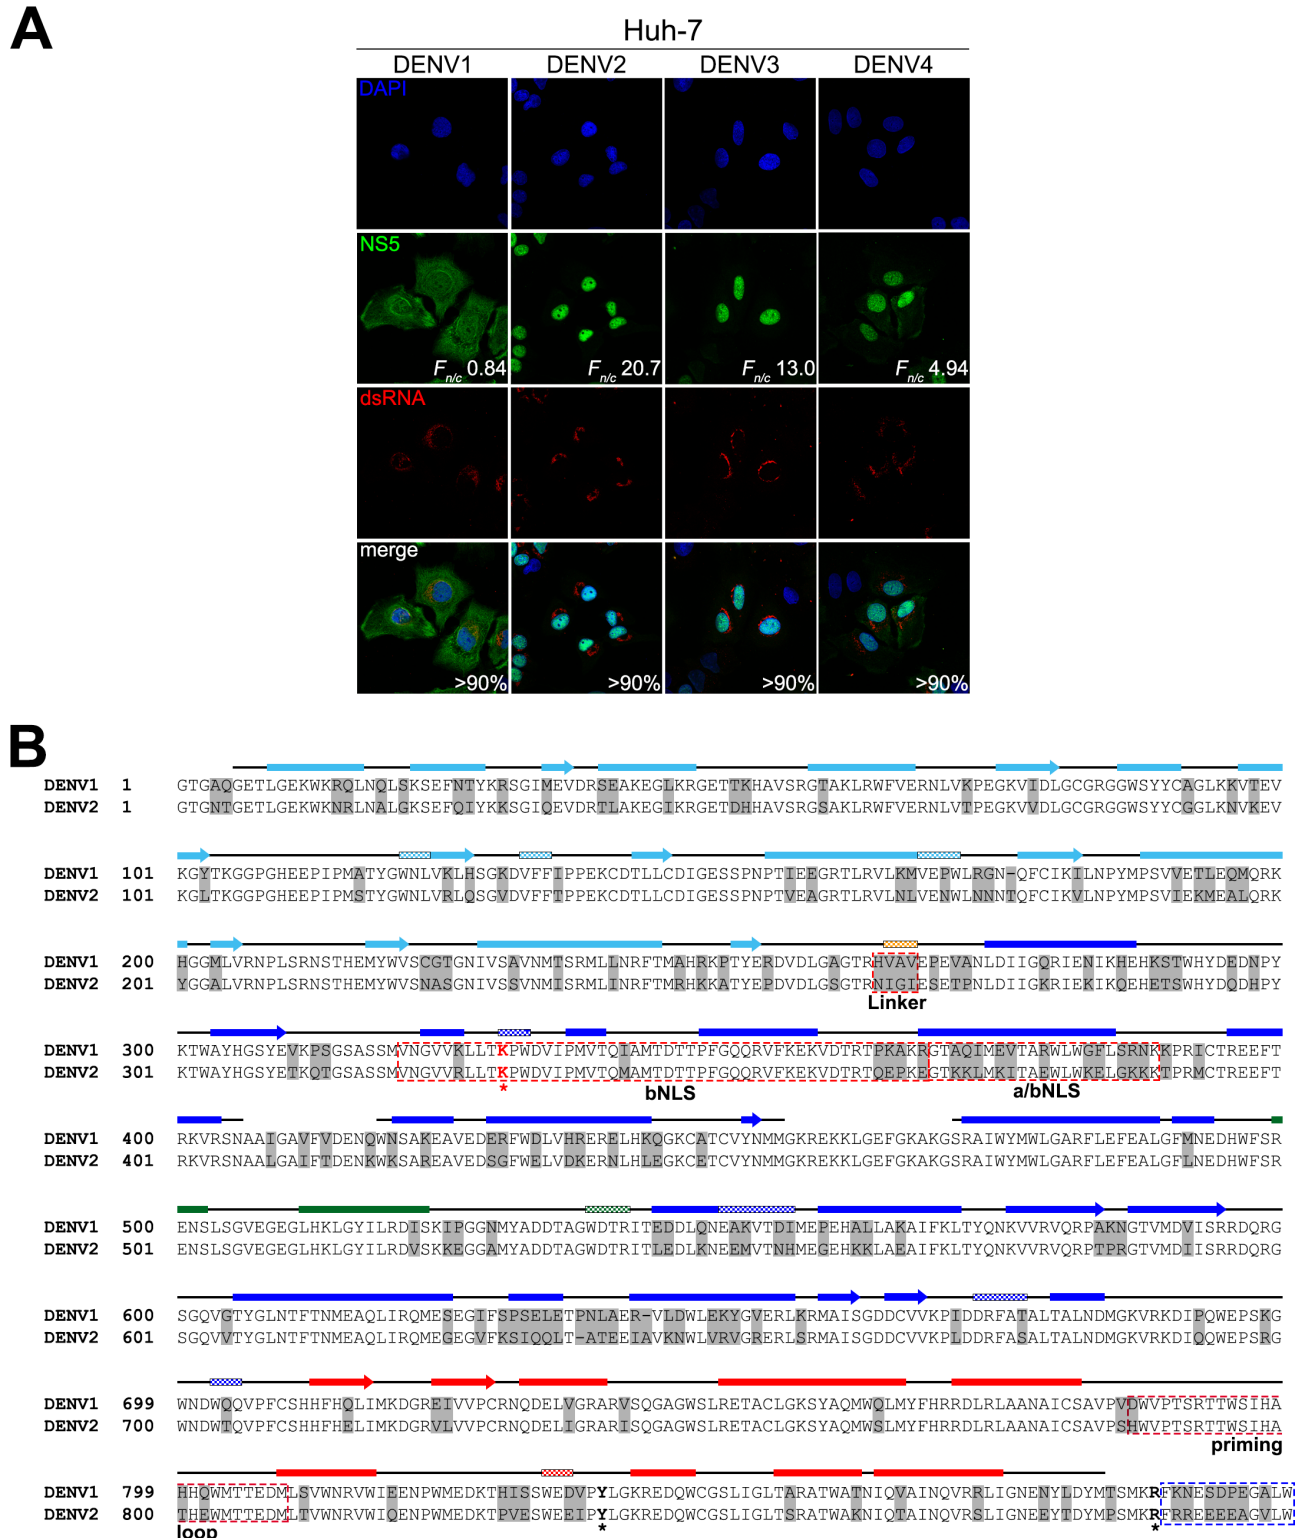 A
Huh-7
DENV1 DENV2 DENV3 DENV4
DAPI
NS5
Fn/c 0.84 Fn/c 20.7 Fn/c 13.0 Fn/c 4.94
dsRNA
merge
>90% >90% >90% >90%
B
DENV1 1 GTGAQGETLGEKWKRQLNQLSKSEFNTYKRSGIMEVDRSEAKEGLKRGETTKHAVSRGTAKLRWFVERNLVKPEGKVIDLGCGRGGWSYYCAGLKKVTEV
DENV2 1 GTGNTGETLGEKWKNRLNALGKSEFQIYKKSGIQEVDRTLAKEGIKRGETDHHAVSRGSAKLRWFVERNLVTPEGKVVDLGCGRGGWSYYCGGLKNVKEV
DENV1 101 KGYTKGGPGHEEPIPMATYGWNLVKLHSGKDVFFIPPEKCDTLLCDIGESSPNPTIEEGRTLRVLKMVEPWLRGN-QFCIKILNPYMPSVVETLEQMQRK
DENV2 101 KGLTKGGPGHEEPIPMSTYGWNLVRLQSGVDVFFTPPEKCDTLLCDIGESSPNPTVEAGRTLRVLNLVENWLNNNTQFCIKVLNPYMPSVIEKMEALQRK
DENV1 200 HGGMLVRNPLSRNSTHEMYWVSCGTGNIVSAVNMTSRMLLNRFTMAHRKPTYERDVDLGAGTRHVAVEPEVANLDIIGQRIENIKHEHKSTWHYDEDNPY
DENV2 201 YGGALVRNPLSRNSTHEMYWVSNASGNIVSSVNMISRMLINRFTMRHKKATYEPDVDLGSGTRNIGIESETPNLDIIGKRIEKIKQEHETSWHYDQDHPY
Linker
DENV1 300 KTWAYHGSYEVKPSGSASSMVNGVVKLLTKPWDVIPMVTQIAMTDTTPFGQQRVFKEKVDTRTPKAKRGTAQIMEVTARWLWGFLSRNKKPRICTREEFT
DENV2 301 KTWAYHGSYETKQTGSASSMVNGVVRLLTKPWDVIPMVTQMAMTDTTPFGQQRVFKEKVDTRTQEPKEGTKKLMKITAEWLWKELGKKKTPRMCTREEFT
* bNLS a/bNLS
DENV1 400 RKVRSNAAIGAVFVDENQWNSAKEAVEDERFWDLVHRERELHKQGKCATCVYNMMGKREKKLGEFGKAKGSRAIWYMWLGARFLEFEALGFMNEDHWFSR
DENV2 401 RKVRSNAALGAIFTDENKWKSAREAVEDSGFWELVDKERNLHLEGKCETCVYNMMGKREKKLGEFGKAKGSRAIWYMWLGARFLEFEALGFLNEDHWFSR
DENV1 500 ENSLSGVEGEGLHKLGYILRDISKIPGGNMYADDTAGWDTRITEDDLQNEAKVTDIMEPEHALLAKAIFKLTYQNKVVRVQRPAKNGTVMDVISRRDQRG
DENV2 501 ENSLSGVEGEGLHKLGYILRDVSKKEGGAMYADDTAGWDTRITLEDLKNEEMVTNHMEGEHKKLAEAIFKLTYQNKVVRVQRPTPRGTVMDIISRRDQRG
DENV1 600 SGQVGTYGLNTFTNMEAQLIRQMESEGIFSPSELETPNLAER-VLDWLEKYGVERLKRMAISGDDCVVKPIDDRFATALTALNDMGKVRKDIPQWEPSKG
DENV2 601 SGQVVTYGLNTFTNMEAQLIRQMEGEGVFKSIQQLT-ATEEIAVKNWLVRVGRERLSRMAISGDDCVVKPLDDRFASALTALNDMGKVRKDIQQWEPSRG
DENV1 699 WNDWQQVPFCSHHFHQLIMKDGREIVVPCRNQDELVGRARVSQGAGWSLRETACLGKSYAQMWQLMYFHRRDLRLAANAICSAVPVDWVPTSRTTWSIHA
DENV2 700 WNDWTQVPFCSHHFHELIMKDGRVLVVPCRNQDELIGRARISQGAGWSLRETACLGKSYAQMWSLMYFHRRDLRLAANAICSAVPSHWVPTSRTTWSIHA
priming
DENV1 799 HHQWMTTEDMLSVWNRVWIEENPWMEDKTHISSWEDVPYLGKREDQWCGSLIGLTARATWATNIQVAINQVRRLIGNENYLDYMTSMKRFKNESDPEGALW
DENV2 800 THEWMTTEDMLTVWNRVWIQENPWMEDKTPVESWEEIPYLGKREDQWCGSLIGLTSRATWAKNIQTAINQVRSLIGNEEYTDYMPSMKRFRREEEEAGVLW
loop * *